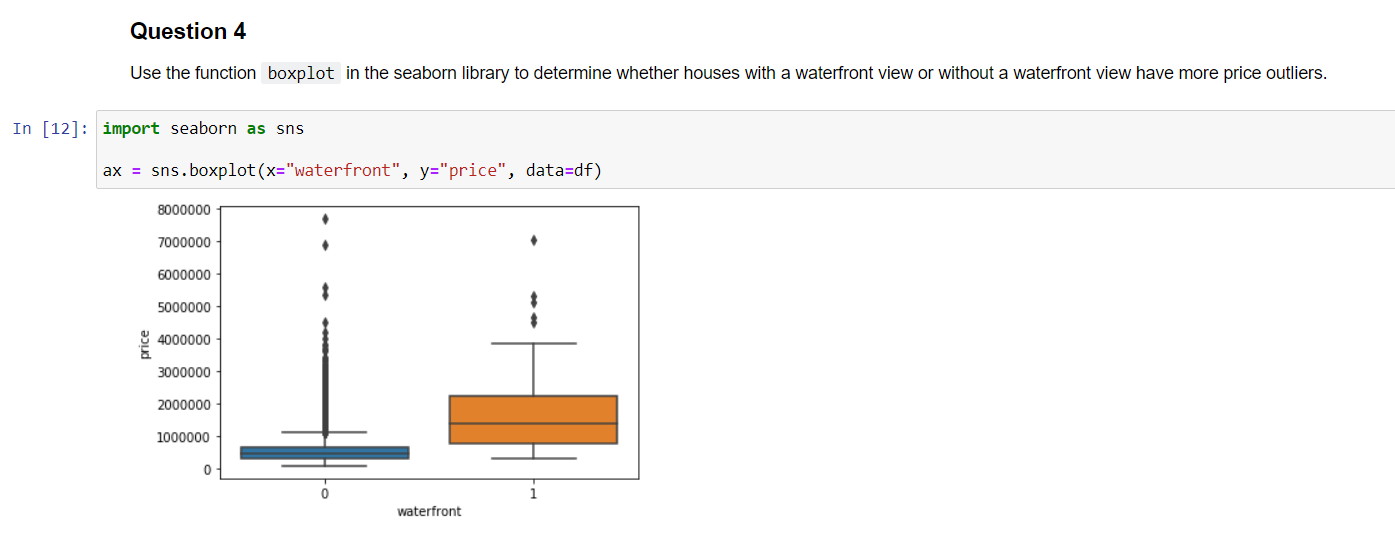 Question 4
Use the function boxplot in the seaborn library to determine whether houses with a waterfront view or without a waterfront view have more price outliers.
In [12]: import seaborn as sns
ax = sns.boxplot(x="waterfront", y="price", data=df)
8000000
7000000
6000000
5000000
4000000
3000000
2000000
1000000
0
price
0 1
waterfront